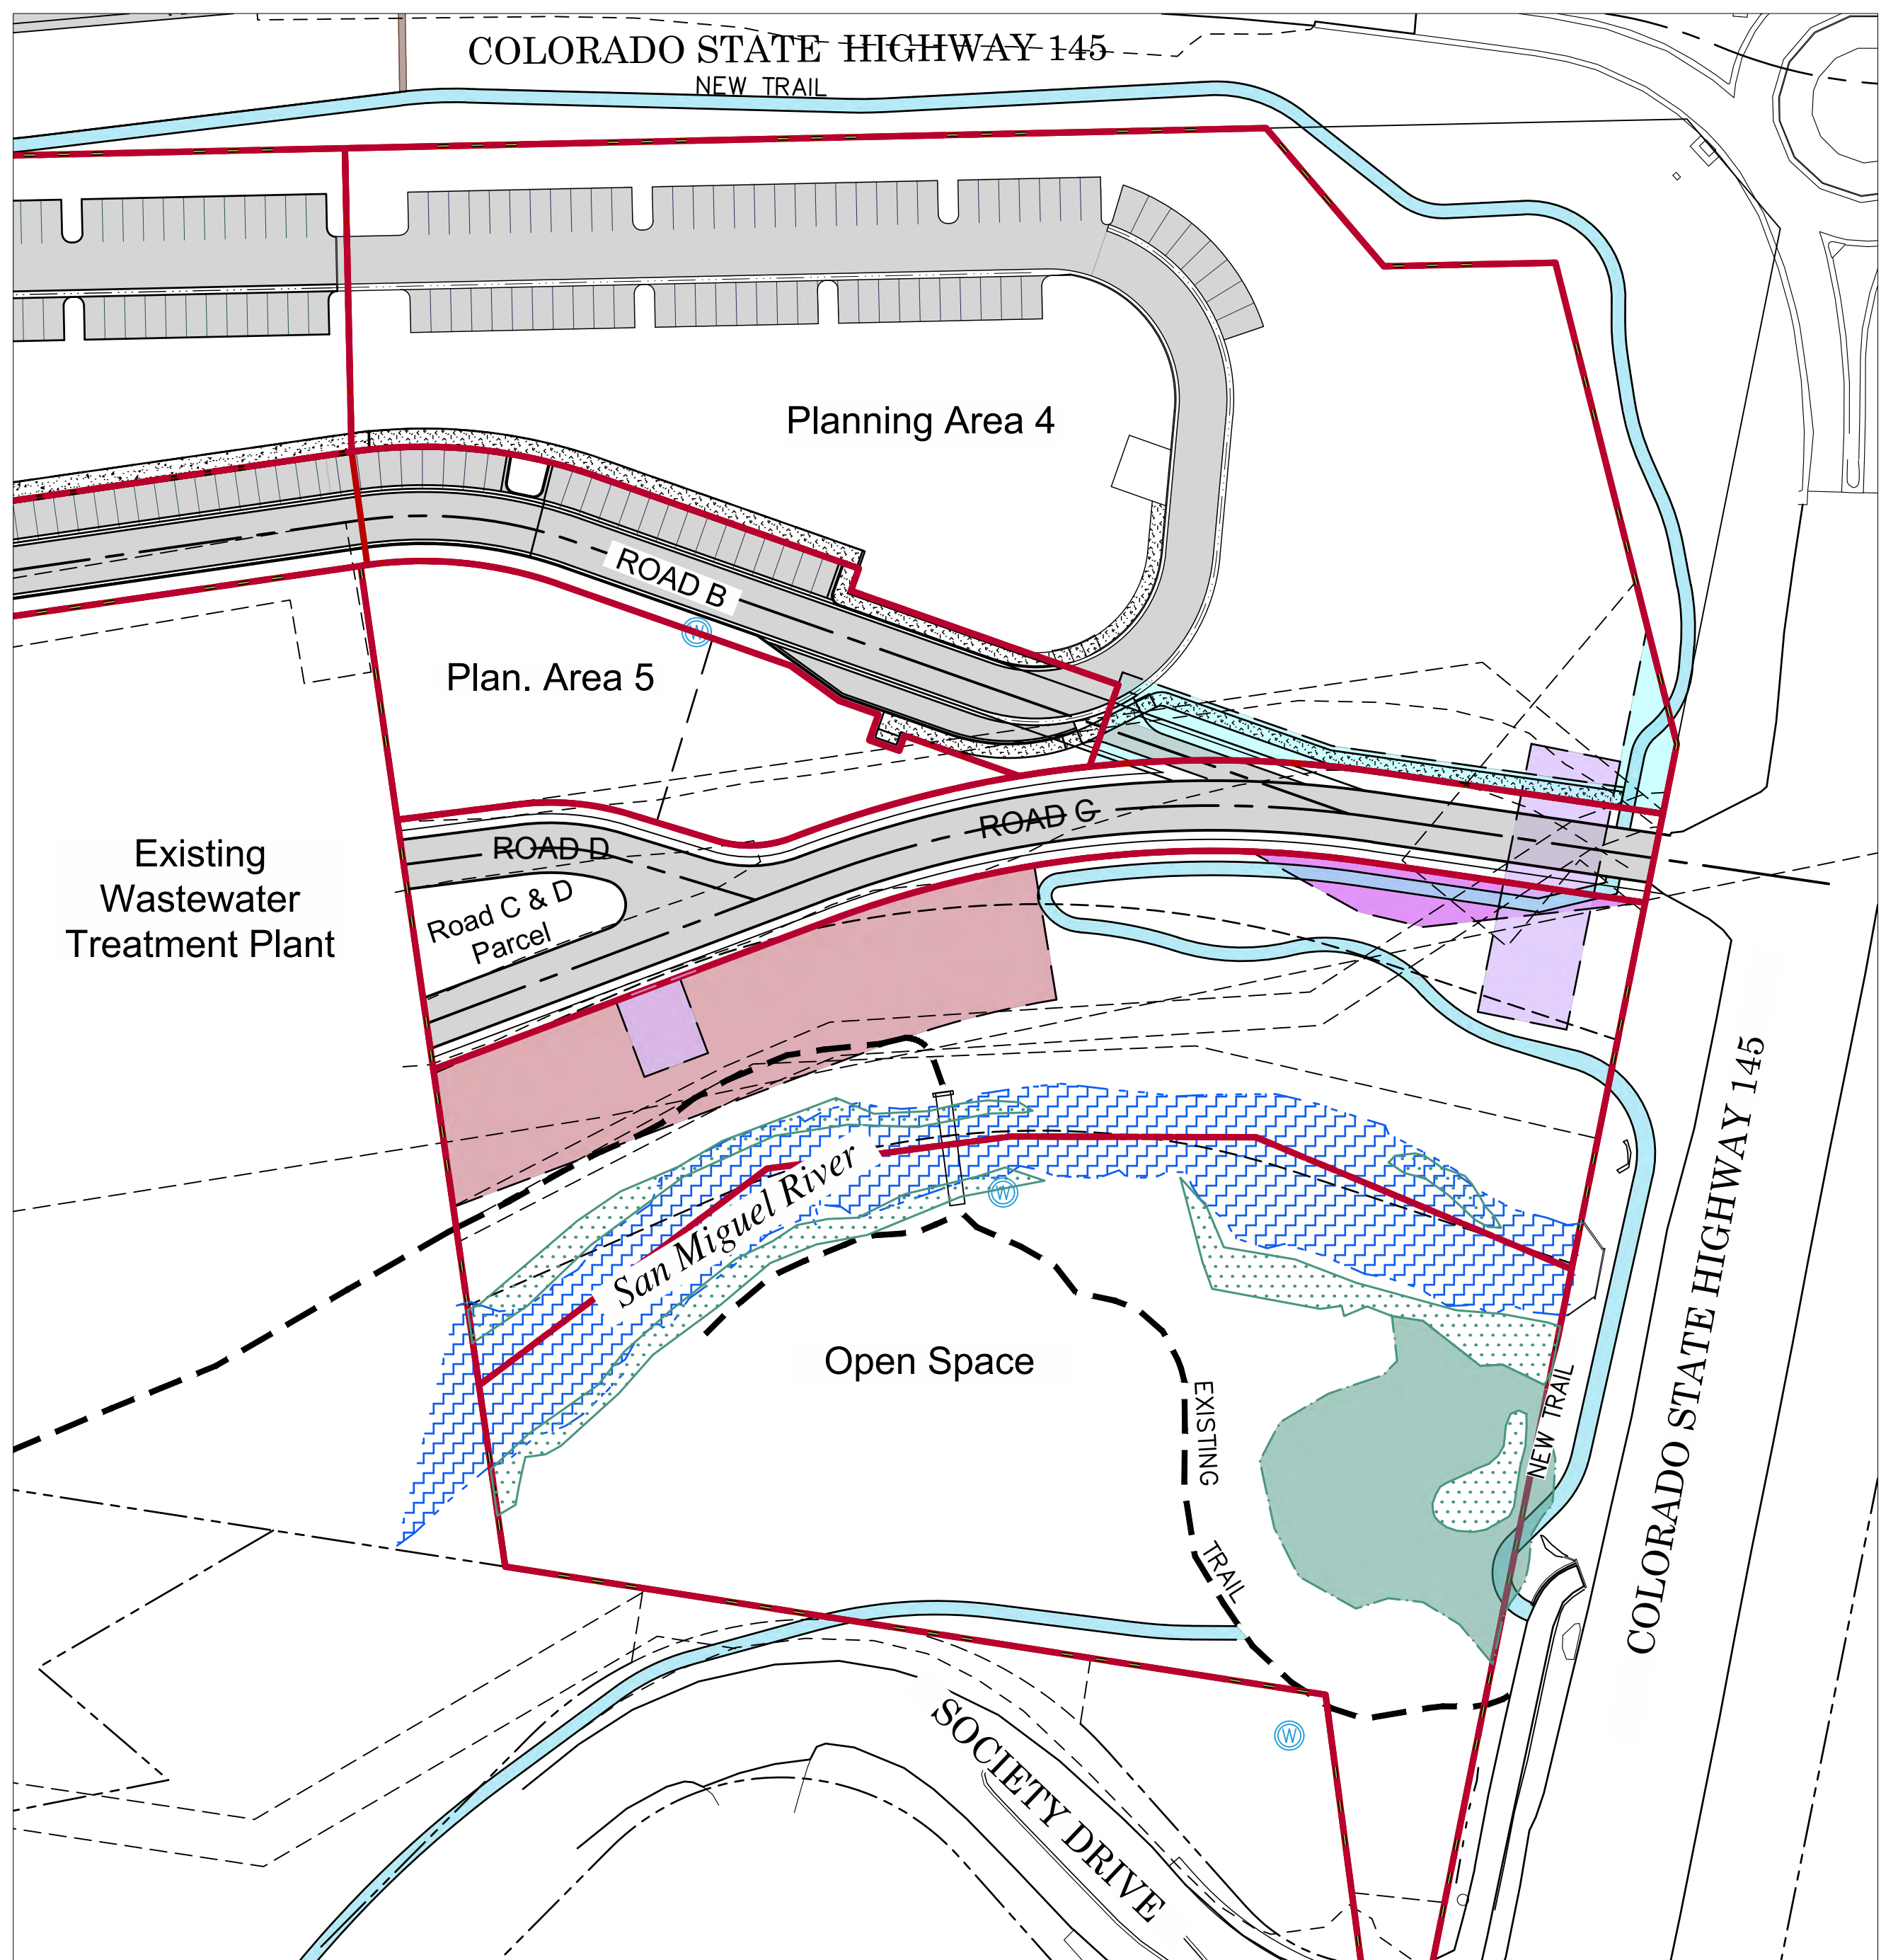 COLORADO STATE HIGHWAY 145
NEW TRAIL
Planning Area 4
ROAD B
W
Plan. Area 5
ROAD C
ROAD D
Existing
Wastewater
Treatment Plant
Road C & D
Parcel
San Miguel River
W
Open Space
EXISTING
TRAIL
NEW TRAIL
COLORADO STATE HIGHWAY 145
W
SOCIETY DRIVE